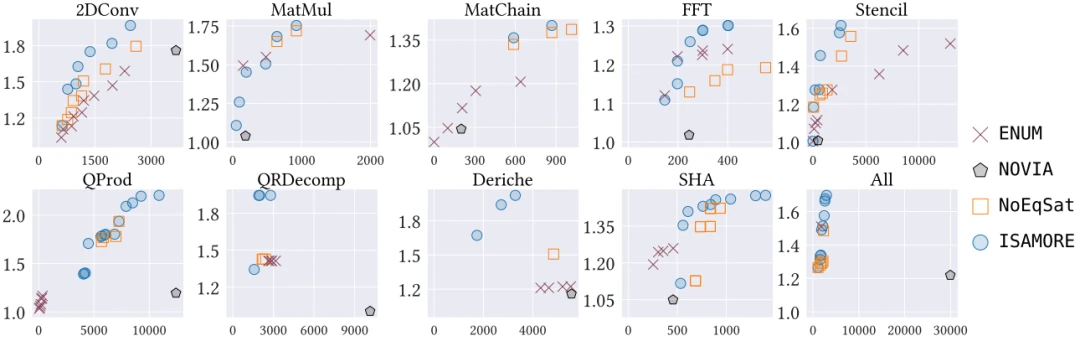 2DConv MatMul MatChain FFT Stencil
1.8
1.5
1.2
0 1500 3000
1.75
1.50
1.25
1.00
0 1000 2000
1.35
1.20
1.05
0 300 600 900
1.3
1.2
1.1
1.0
0 200 400
1.6
1.4
1.2
1.0
0 5000 10000
QProd QRDecomp Deriche SHA All
2.0
1.5
1.0
0 5000 10000
1.8
1.5
1.2
0 3000 6000 9000
1.8
1.5
1.2
0 2000 4000
1.35
1.20
1.05
0 500 1000
1.6
1.4
1.2
1.0
0 10000 20000 30000
ENUM
NOVIA
NoEqSat
ISAMORE